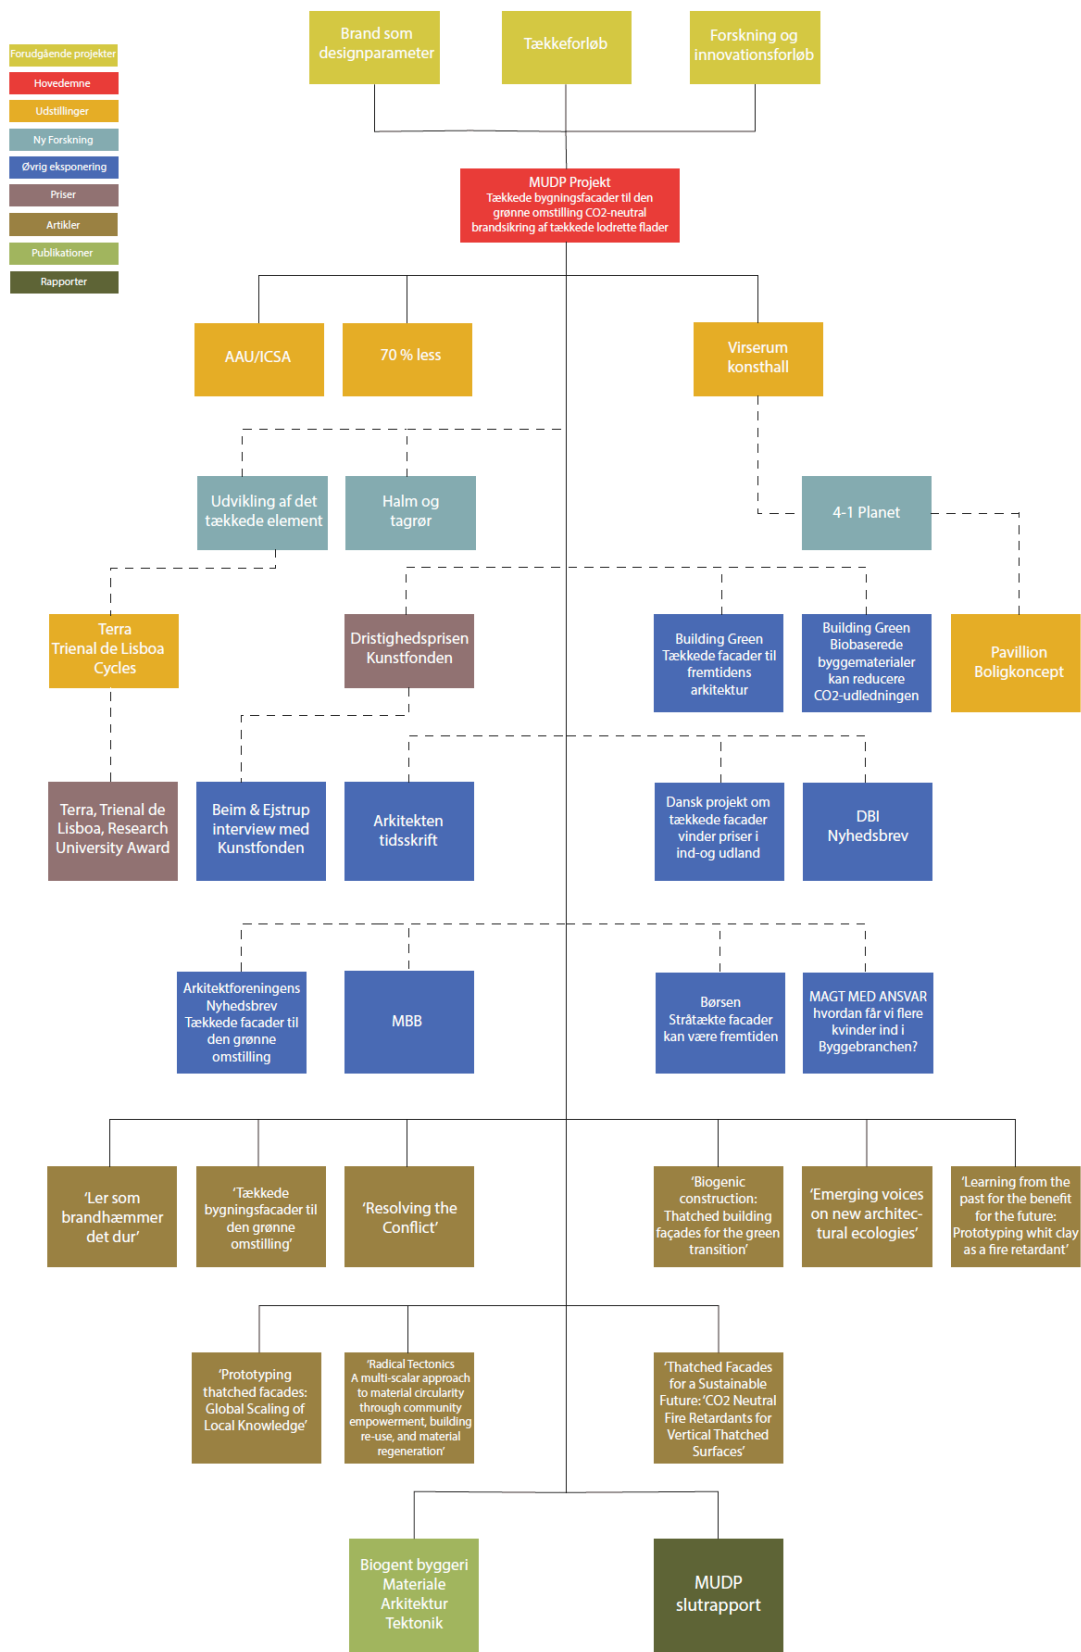 Forudgående projekter
Hovedemne
Udstillinger
Ny Forskning
Øvrig eksponering
Priser
Artikler
Publikationer
Rapporter
Brand som
designparameter
Tækkeforløb
Forskning og
innovationsforløb
MUDP Projekt
Tækkede bygningsfacader til den
grønne omstilling CO2-neutral
brandsikring af tækkede lodrette flader
AAU/ICSA
70 % less
Virserum
konsthall
Udvikling af det
tækkede element
Halm og
tagrør
4-1 Planet
Terra
Trienal de Lisboa
Cycles
Dristighedsprisen
Kunstfonden
Building Green
Tækkede facader til
fremtidens
arkitektur
Building Green
Biobaserede
byggematerialer
kan reducere
CO2-udledningen
Pavillion
Boligkoncept
Terra, Trienal de
Lisboa, Research
University Award
Beim & Ejstrup
interview med
Kunstfonden
Arkitekten
tidsskrift
Dansk projekt om
tækkede facader
vinder priser i
ind-og udland
DBI
Nyhedsbrev
Arkitektforeningens
Nyhedsbrev
Tækkede facader til
den grønne
omstilling
MBB
Børsen
Stråtækte facader
kan være fremtiden
MAGT MED ANSVAR
hvordan får vi flere
kvinder ind i
Byggebranchen?
‘Ler som
brandhæmmer
det dur’
‘Tækkede
bygningsfacader til
den grønne
omstilling’
‘Resolving the
Conflict’
‘Biogenic
construction:
Thatched building
façades for the green
transition’
‘Emerging voices
on new architec-
tural ecologies’
‘Learning from the
past for the benefit
for the future:
Prototyping whit clay
as a fire retardant’
‘Prototyping
thatched facades:
Global Scaling of
Local Knowledge’
‘Radical Tectonics
A multi-scalar approach
to material circularity
through community
empowerment, building
re-use, and material
regeneration’
‘Thatched Facades
for a Sustainable
Future: ‘CO2 Neutral
Fire Retardants for
Vertical Thatched
Surfaces’
Biogent byggeri
Materiale
Arkitektur
Tektonik
MUDP
slutrapport